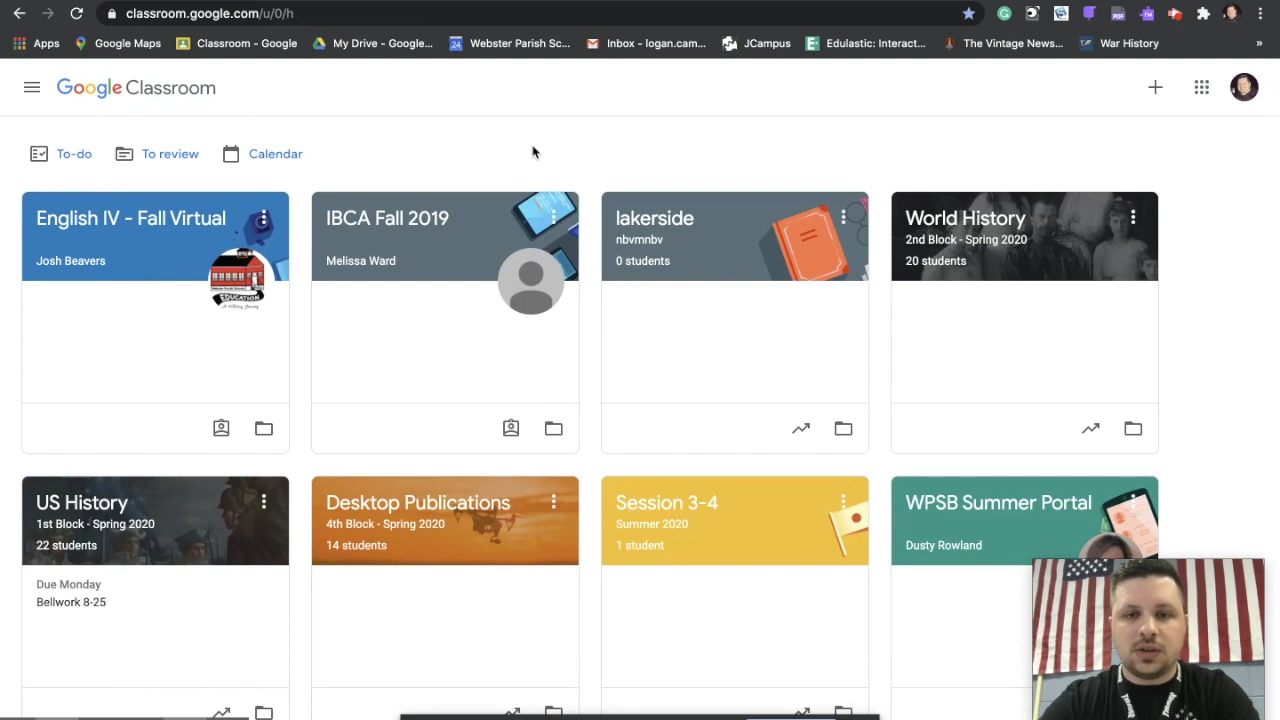 classroom.google.com/u/0/h
Apps
Google Maps
Classroom - Google
My Drive - Google...
Webster Parish Sc...
Inbox - logan.cam...
JCampus
Edulastic: Interact...
The Vintage News...
War History
»
Google Classroom
To-do
To review
Calendar
English IV - Fall Virtual
Josh Beavers
EDUCATION
IBCA Fall 2019
Melissa Ward
lakerside
nbvmnbv
0 students
World History
2nd Block - Spring 2020
20 students
US History
1st Block - Spring 2020
22 students
Due Monday
Bellwork 8-25
Desktop Publications
4th Block - Spring 2020
14 students
Session 3-4
Summer 2020
1 student
WPSB Summer Portal
Dusty Rowland